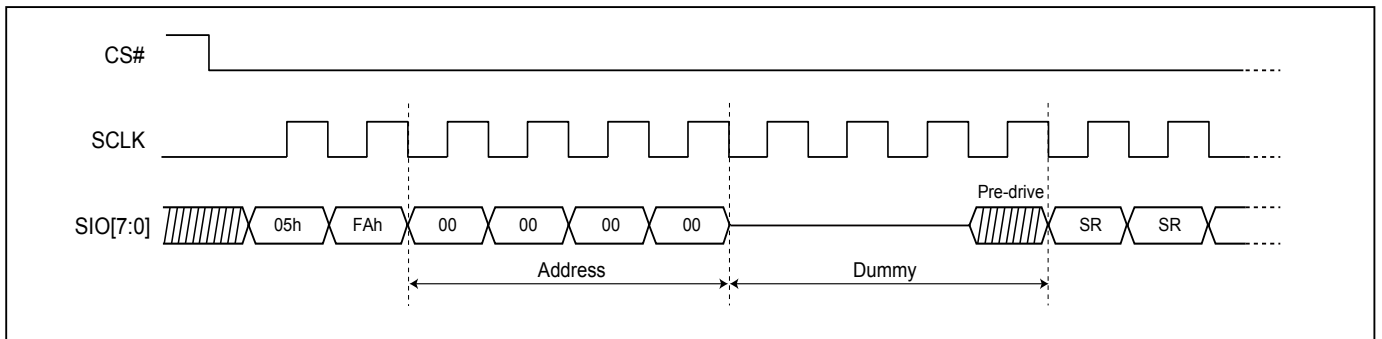 CS#
SCLK
Pre-drive
SIO[7:0] 05h FAh 00 00 00 00 SR SR
Address Dummy